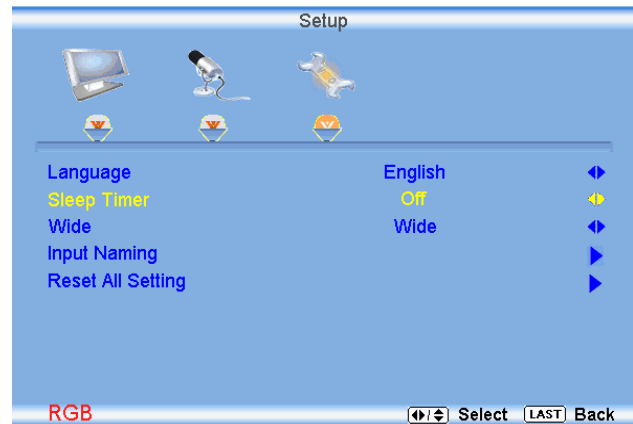 Setup
Language English
Sleep Timer Off
Wide Wide
Input Naming
Reset All Setting
RGB Select LAST Back